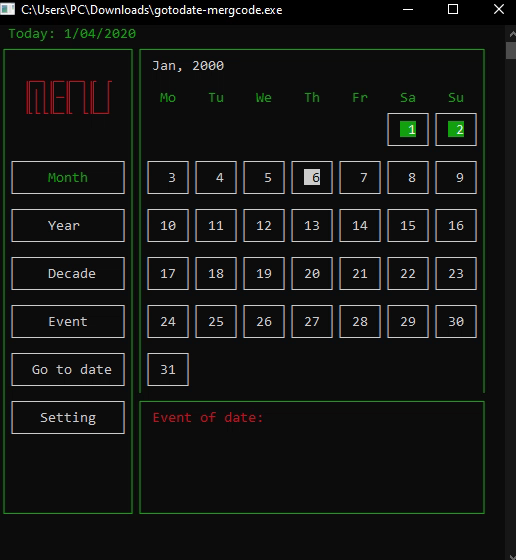 C:\Users\PC\Downloads\gotodate-mergcode.exe
Today: 1/04/2020
MENU
Month
Year
Decade
Event
Go to date
Setting
Jan, 2000
Mo Tu We Th Fr Sa Su
1 2
3 4 5 6 7 8 9
10 11 12 13 14 15 16
17 18 19 20 21 22 23
24 25 26 27 28 29 30
31
Event of date: